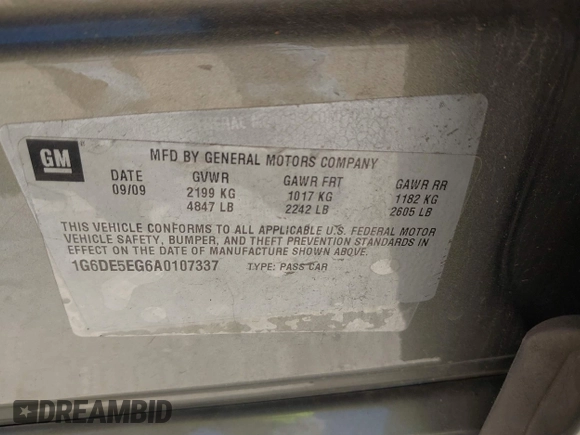 GENERAL
GM
MFD BY GENERAL MOTORS COMPANY
DATE GVWR GAWR FRT GAWR RR
09/09 2199 KG 1017 KG 1182 KG
4847 LB 2242 LB 2605 LB
THIS VEHICLE CONFORMS TO ALL APPLICABLE U.S. FEDERAL MOTOR
VEHICLE SAFETY, BUMPER, AND THEFT PREVENTION STANDARDS IN
EFFECT ON THE DATE OF MANUFACTURE SHOWN ABOVE.
1G6DE5EG6A0107337 TYPE: PASS CAR
DREAMBID